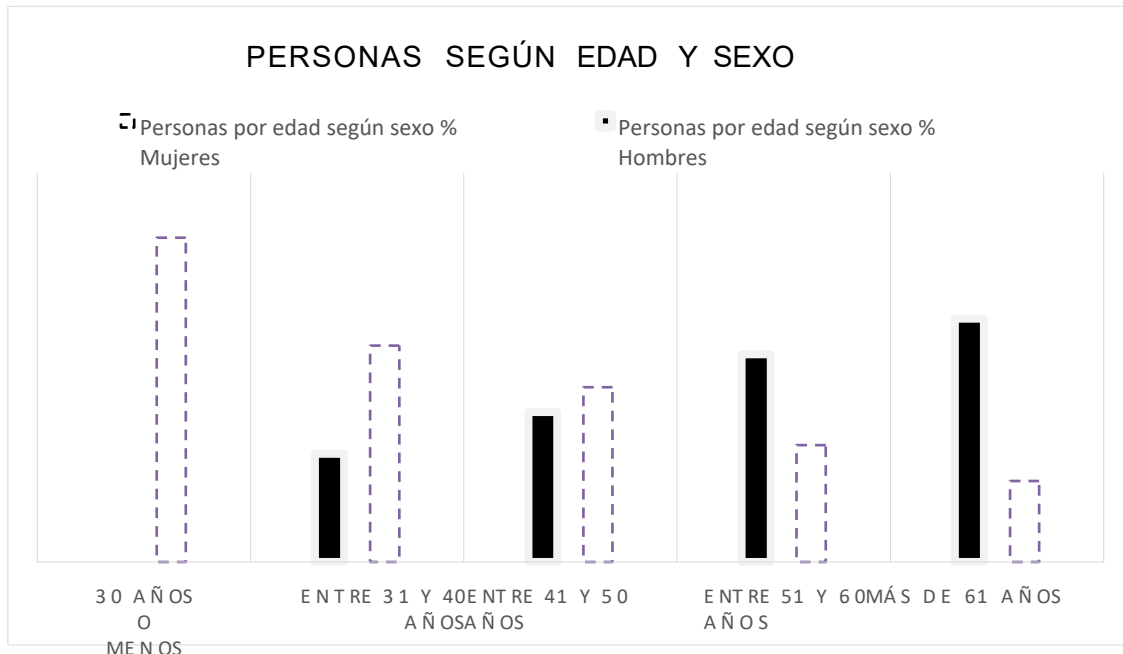 PERSONAS SEGÚN EDAD Y SEXO
Personas por edad según sexo %
Mujeres
Personas por edad según sexo %
Hombres
30 AÑOS
O
MENOS
ENTRE 31 Y 40
AÑOS
ENTRE 41 Y 50
AÑOS
ENTRE 51 Y 60
AÑOS
MÁS DE 61 AÑOS